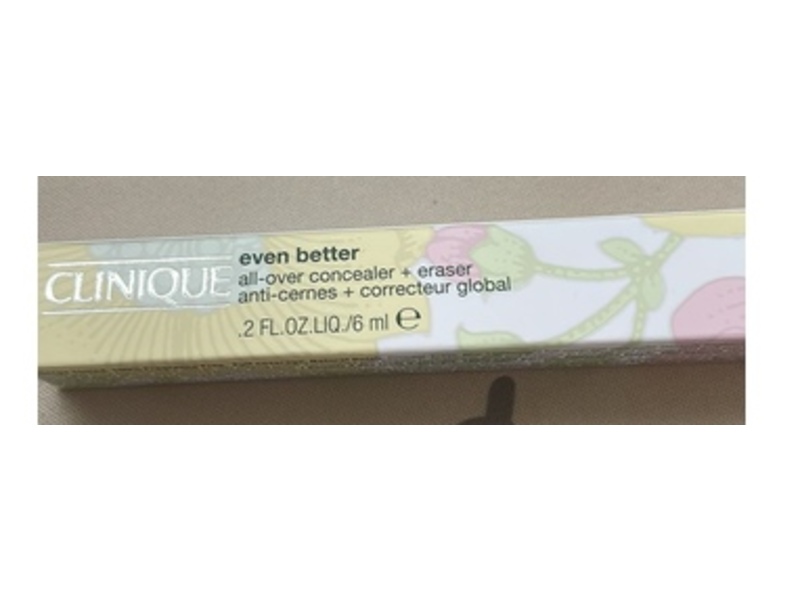 CLINIQUE
even better
all-over concealer + eraser
anti-cernes + correcteur global
.2 FL.OZ.LIQ./6 ml ℮